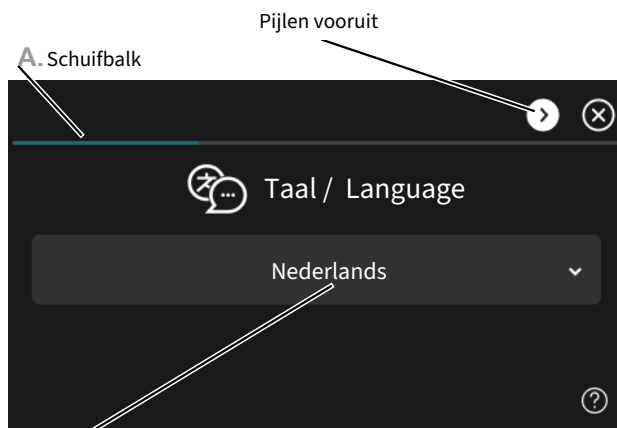 Pijlen vooruit
A. Schuifbalk
Taal / Language
Nederlands